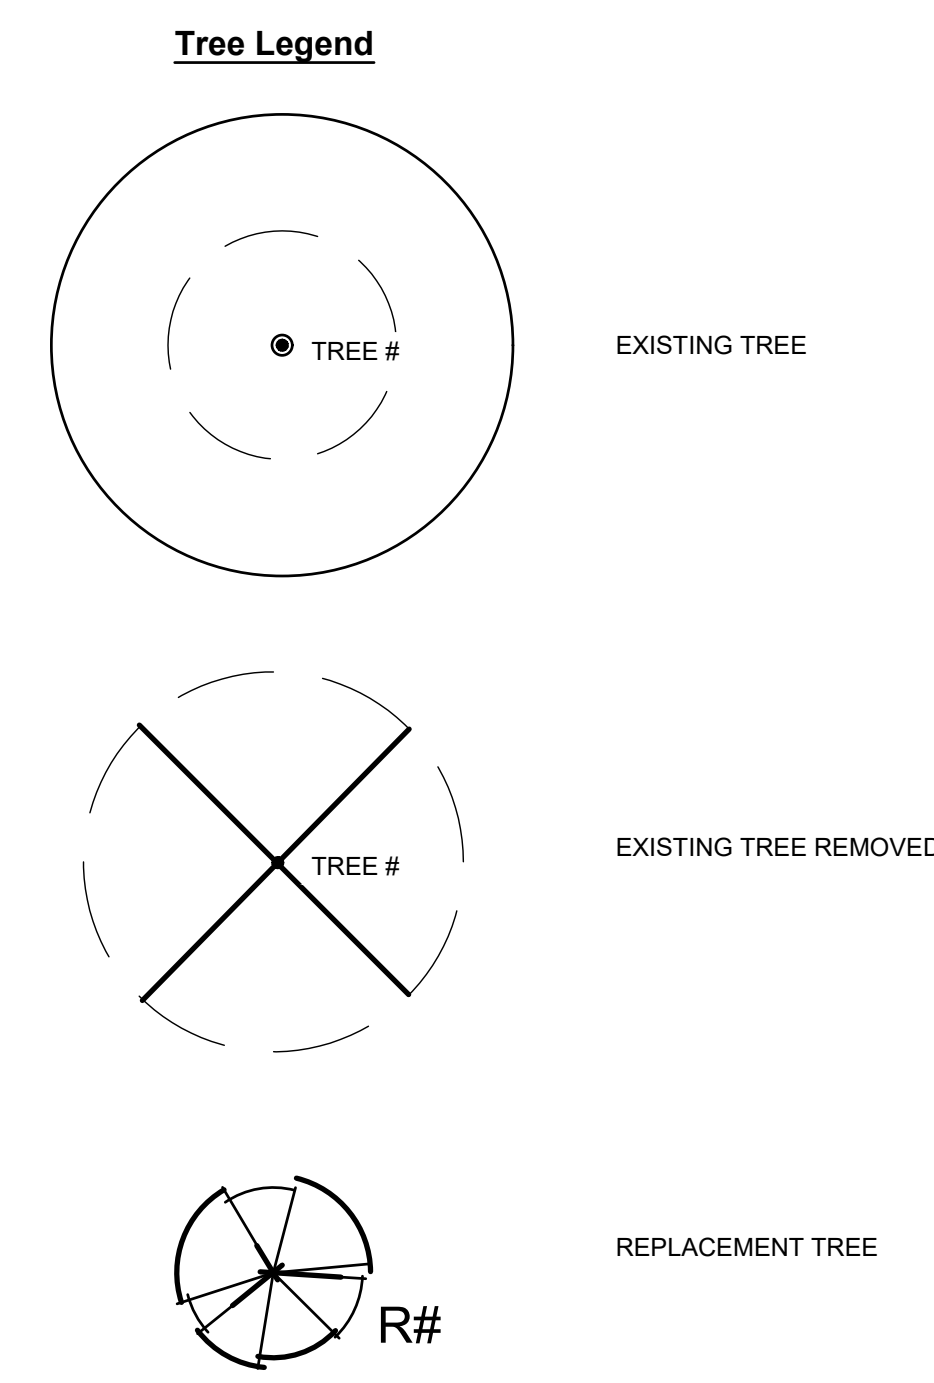 Tree Legend
TREE #
EXISTING TREE
TREE #
EXISTING TREE REMOVED
REPLACEMENT TREE
R#